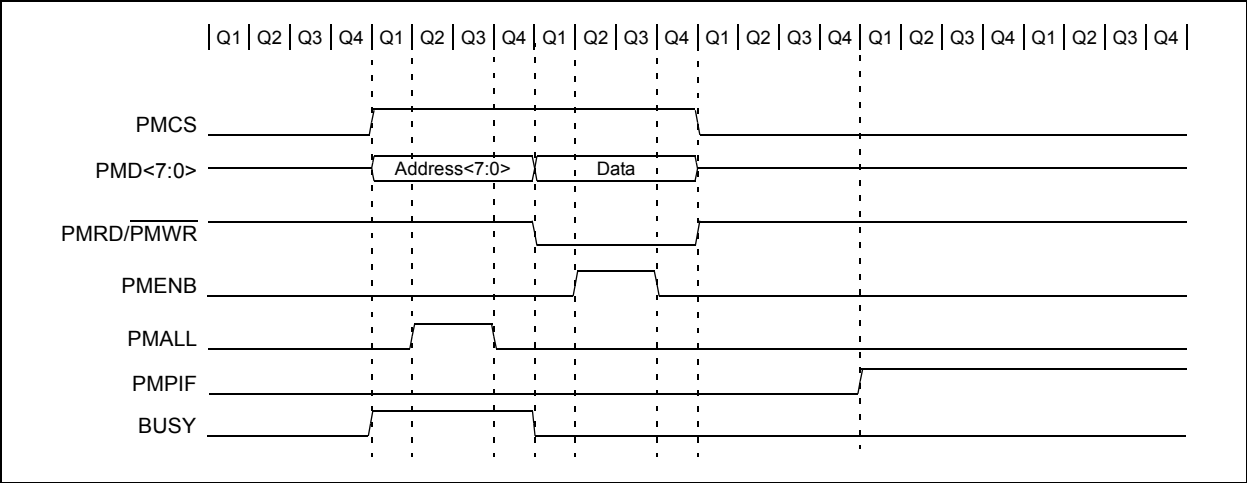 Q1 Q2 Q3 Q4 Q1 Q2 Q3 Q4 Q1 Q2 Q3 Q4 Q1 Q2 Q3 Q4 Q1 Q2 Q3 Q4 Q1 Q2 Q3 Q4
PMCS
PMD<7:0> Address<7:0> Data
PMRD/PMWR
PMENB
PMALL
PMPIF
BUSY